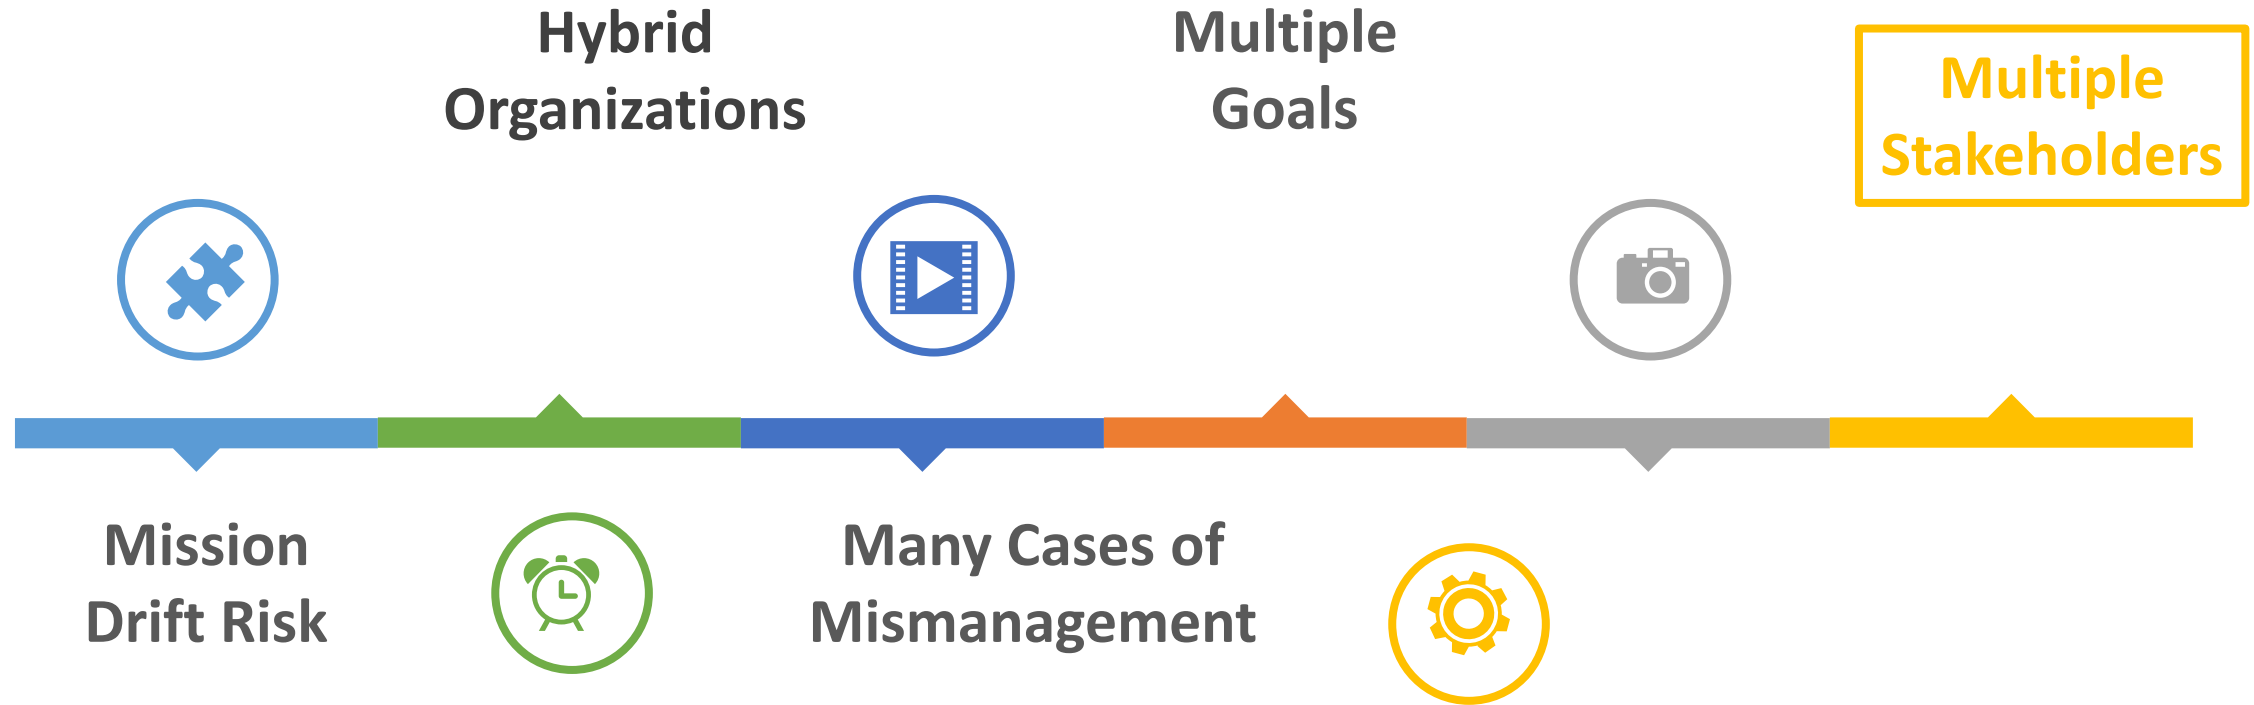 Hybrid
Organizations
Multiple
Goals
Multiple
Stakeholders
Mission
Drift Risk
Many Cases of
Mismanagement